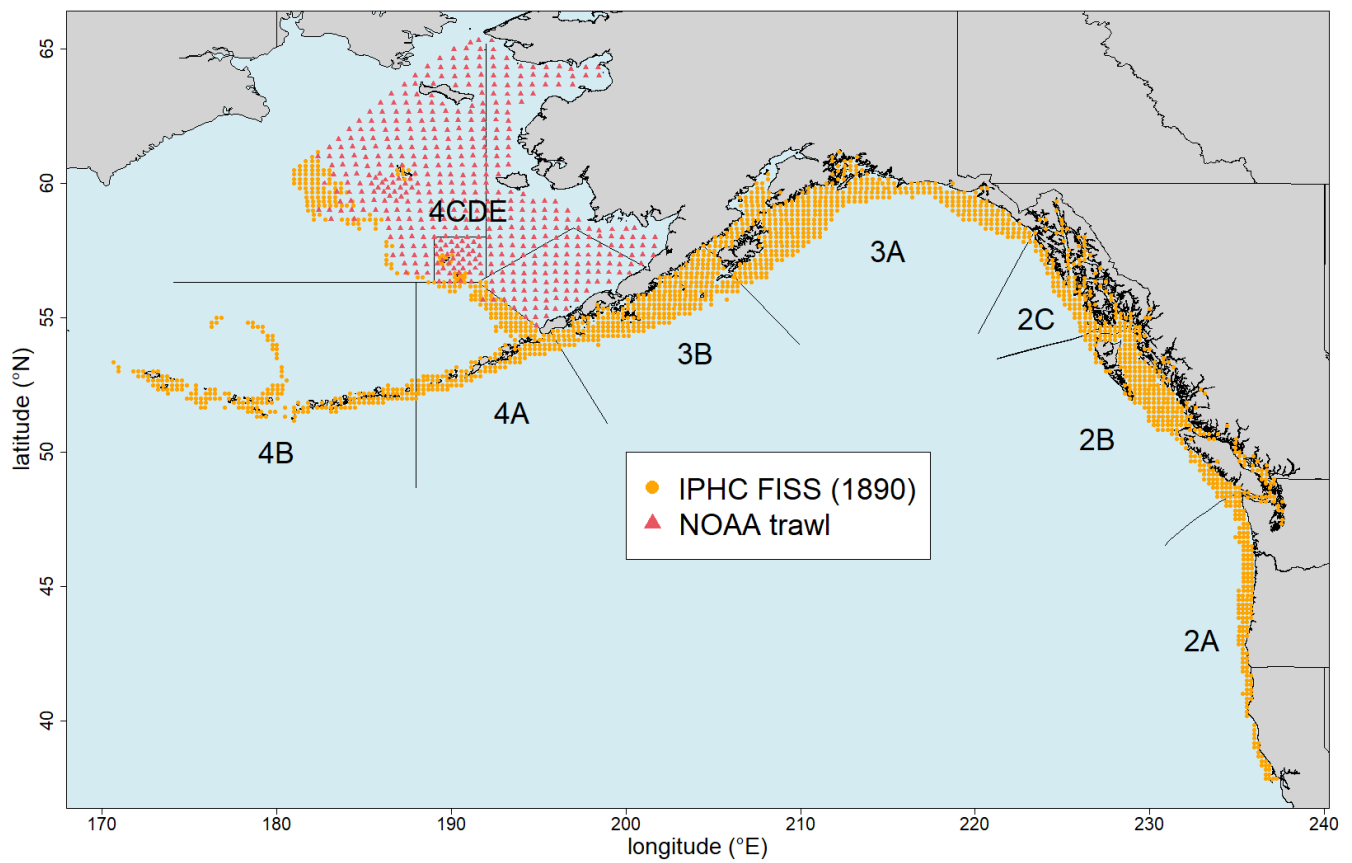 65
60
55
50
45
40
latitude (°N)
4CDE
3A
2C
3B
4A
4B
2B
IPHC FISS (1890)
NOAA trawl
2A
170
180
190
200
210
220
230
240
longitude (°E)